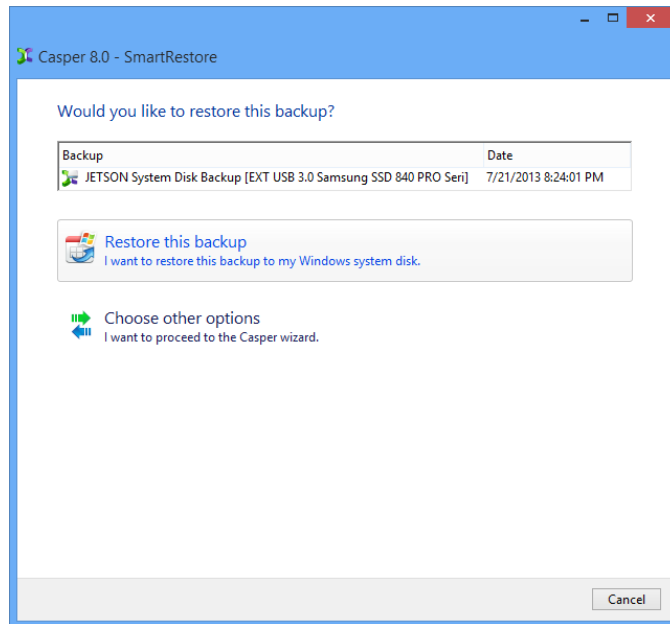 Casper 8.0 - SmartRestore
Would you like to restore this backup?
Backup Date
JETSON System Disk Backup [EXT USB 3.0 Samsung SSD 840 PRO Seri] 7/21/2013 8:24:01 PM
Restore this backup
I want to restore this backup to my Windows system disk.
Choose other options
I want to proceed to the Casper wizard.
Cancel